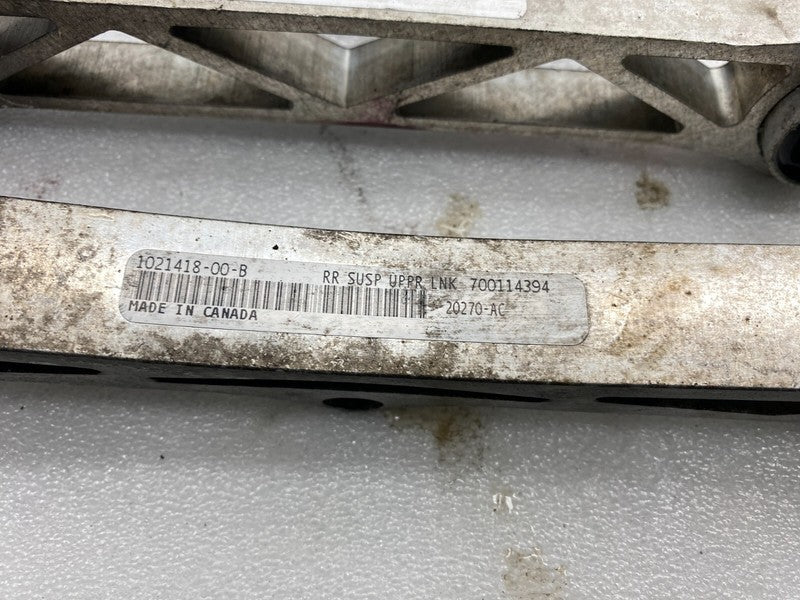 1021418-00-B RR SUSP UPPR LNK 700114394
20270-AC
MADE IN CANADA